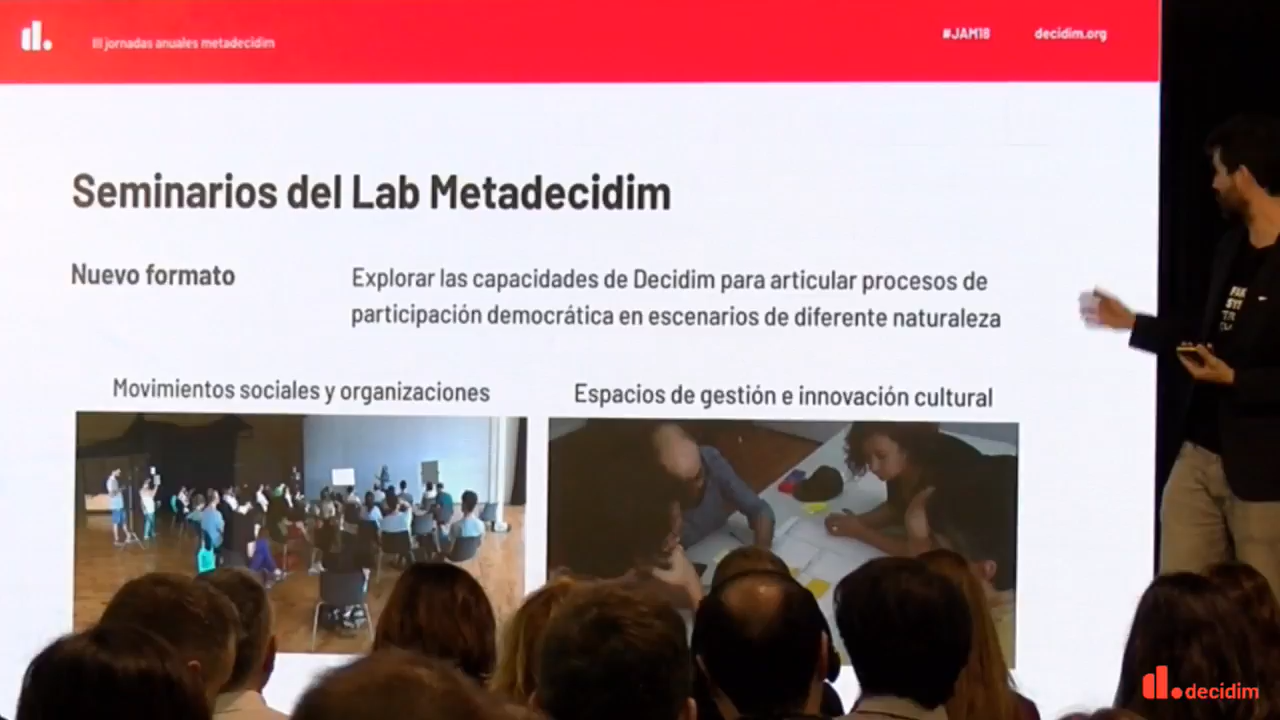 III jornadas anuales metadecidim
#JAM18
decidim.org
Seminarios del Lab Metadecidim
Nuevo formato
Explorar las capacidades de Decidim para articular procesos de
participación democrática en escenarios de diferente naturaleza
Movimientos sociales y organizaciones
Espacios de gestión e innovación cultural
decidim